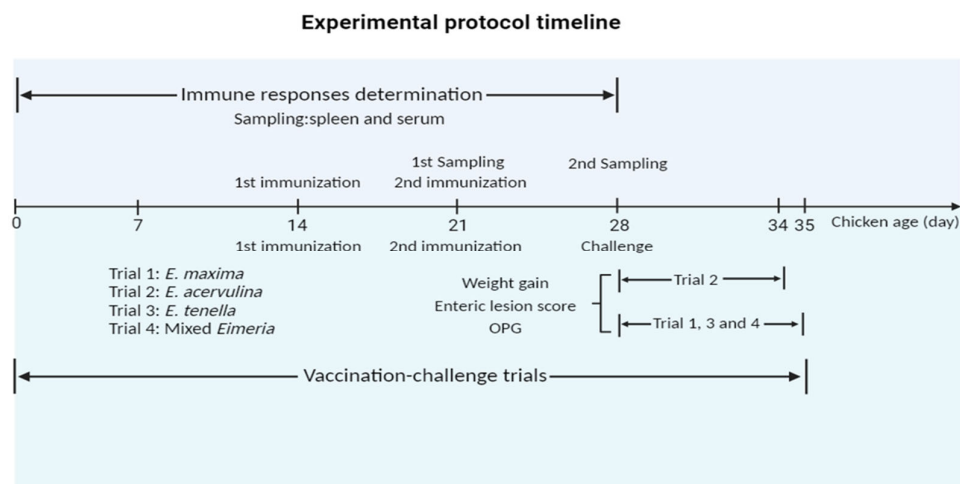 Experimental protocol timeline
Immune responses determination
Sampling:spleen and serum
1st Sampling
2nd Sampling
1st immunization
2nd immunization
0 7 14 21 28 34 35 Chicken age (day)
1st immunization 2nd immunization Challenge
Trial 1: E. maxima
Trial 2: E. acervulina
Trial 3: E. tenella
Trial 4: Mixed Eimeria
Weight gain
Enteric lesion score
OPG
Trial 2
Trial 1, 3 and 4
Vaccination-challenge trials